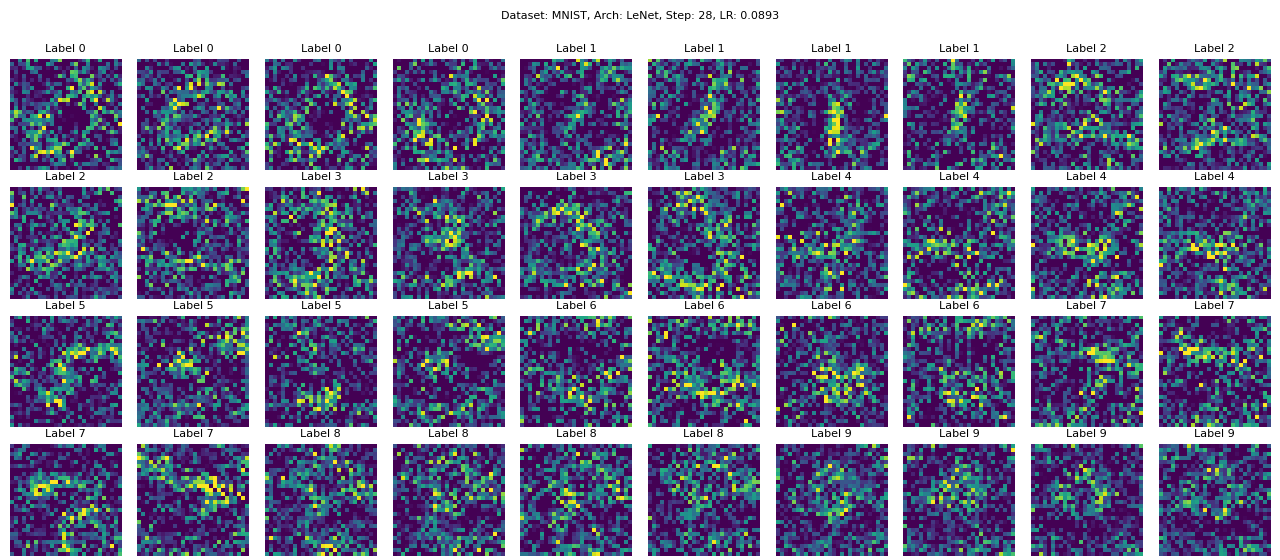 Dataset: MNIST, Arch: LeNet, Step: 28, LR: 0.0893
Label 0 Label 0 Label 0 Label 0 Label 1 Label 1 Label 1 Label 1 Label 2 Label 2
Label 2 Label 2 Label 3 Label 3 Label 3 Label 3 Label 4 Label 4 Label 4 Label 4
Label 5 Label 5 Label 5 Label 5 Label 6 Label 6 Label 6 Label 6 Label 7 Label 7
Label 7 Label 7 Label 8 Label 8 Label 8 Label 8 Label 9 Label 9 Label 9 Label 9